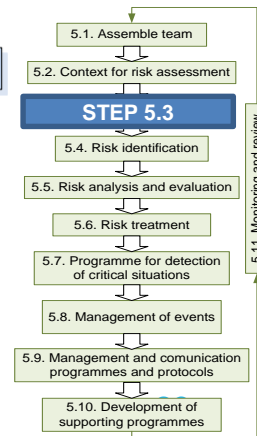 5.1. Assemble team
5.2. Context for risk assessment
STEP 5.3
5.4. Risk identification
5.5. Risk analysis and evaluation
5.6. Risk treatment
5.7. Programme for detection
of critical situations
5.8. Management of events
5.9. Management and comunication
programmes and protocols
5.10. Development of
supporting programmes
5.11. Monitoring and review